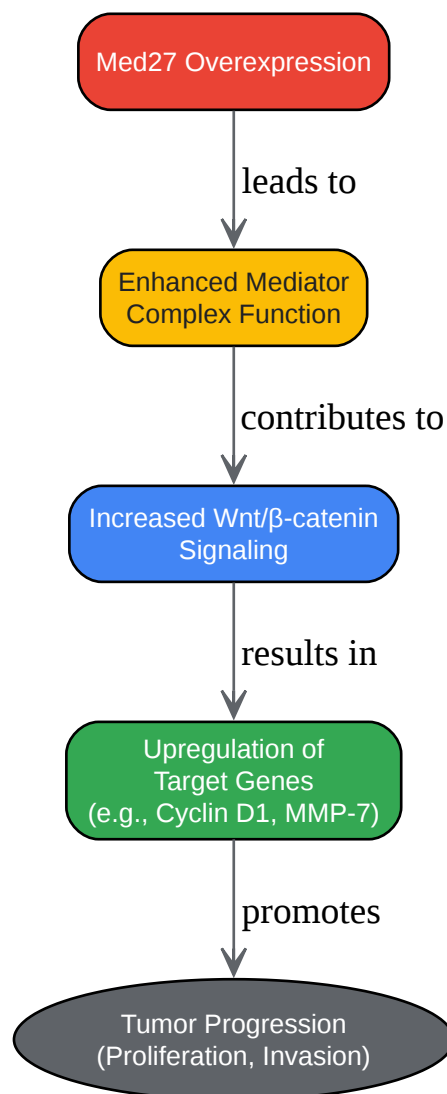 Med27 Overexpression
leads to
Enhanced Mediator
Complex Function
contributes to
Increased Wnt/β-catenin
Signaling
results in
Upregulation of
Target Genes
(e.g., Cyclin D1, MMP-7)
promotes
Tumor Progression
(Proliferation, Invasion)